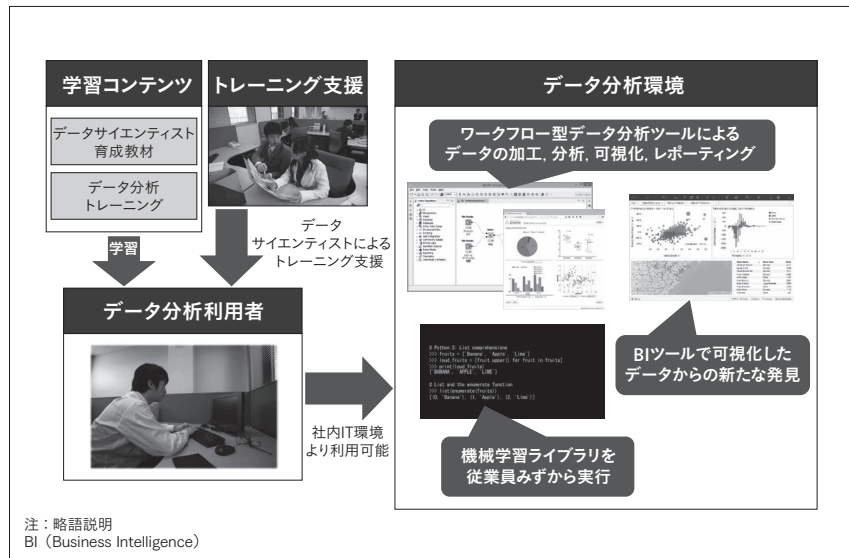 学習コンテンツ
データサイエンティスト
育成教材
データ分析
トレーニング
トレーニング支援
学習
データ
サイエンティストによる
トレーニング支援
データ分析利用者
社内IT環境
より利用可能
データ分析環境
ワークフロー型データ分析ツールによる
データの加工, 分析, 可視化, レポーティング
BIツールで可視化した
データからの新たな発見
# Python 3: List comprehensions
>>> fruits = ['Banana', 'Apple', 'Lime']
>>> loud_fruits = [fruit.upper() for fruit in fruits]
>>> print(loud_fruits)
['BANANA', 'APPLE', 'LIME']
# List and the enumerate function
>>> list(enumerate(fruits))
[(0, 'Banana'), (1, 'Apple'), (2, 'Lime')]
機械学習ライブラリを
従業員みずから実行
注：略語説明
BI（Business Intelligence）